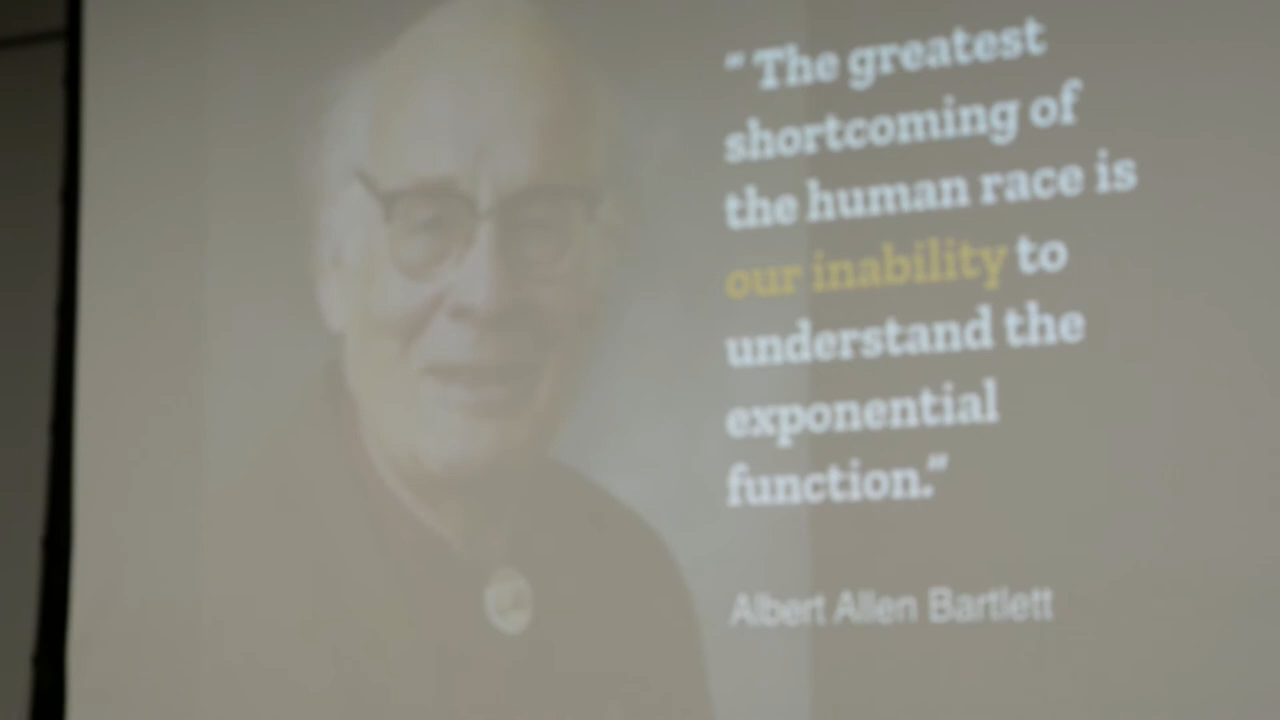 " The greatest
shortcoming of
the human race is
our inability to
understand the
exponential
function."
Albert Allen Bartlett